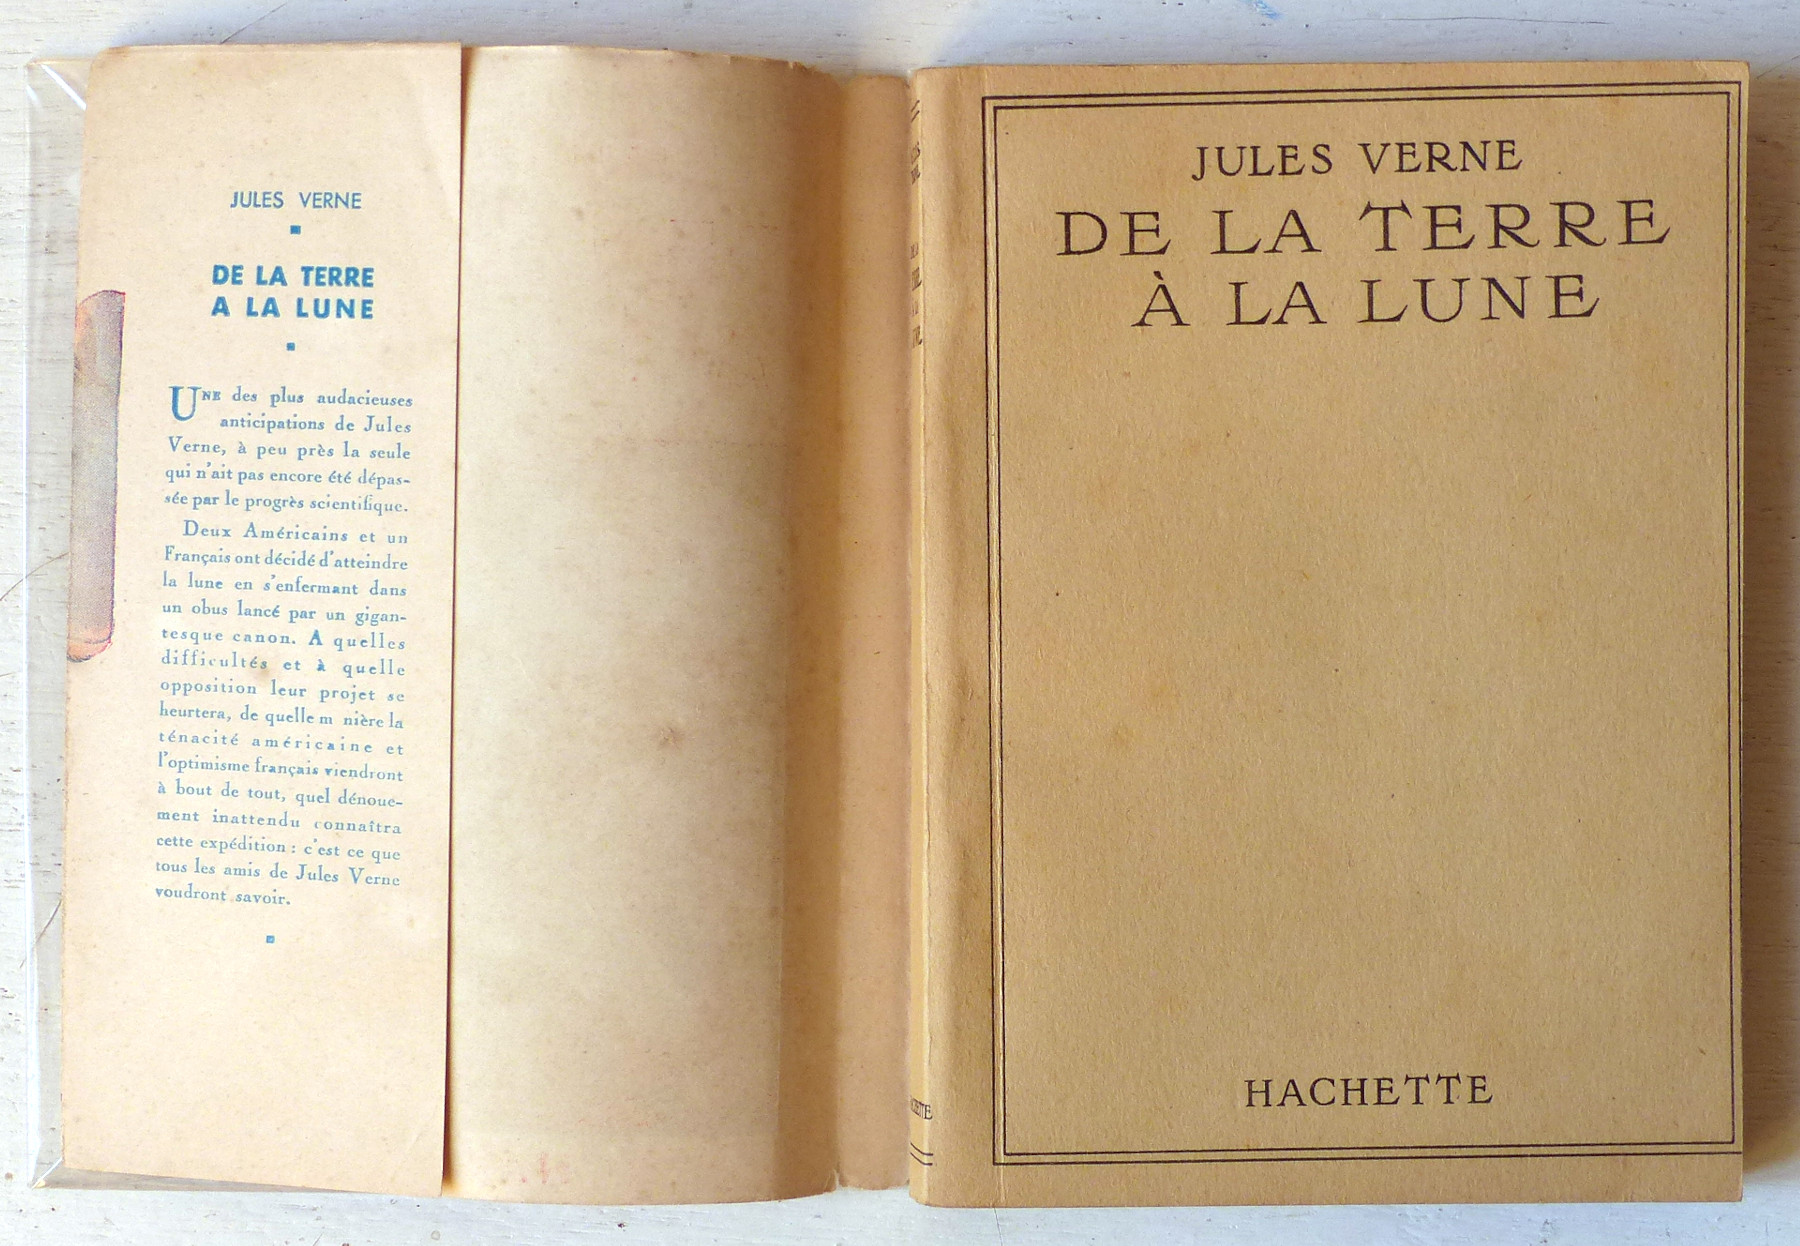 JULES VERNE
DE LA TERRE
A LA LUNE
UNE des plus audacieuses
anticipations de Jules
Verne, à peu près la seule
qui n'ait pas encore été dépas-
sée par le progrès scientifique.
Deux Américains et un
Français ont décidé d'atteindre
la lune en s'enfermant dans
un obus lancé par un gigan-
tesque canon. A quelles
difficultés et à quelle
opposition leur projet se
heurtera, de quelle m nière la
ténacité américaine et
l'optimisme français viendront
à bout de tout, quel dénoue-
ment inattendu connaîtra
cette expédition : c'est ce que
tous les amis de Jules Verne
voudront savoir.
JULES VERNE
DE LA TERRE
À LA LUNE
HACHETTE